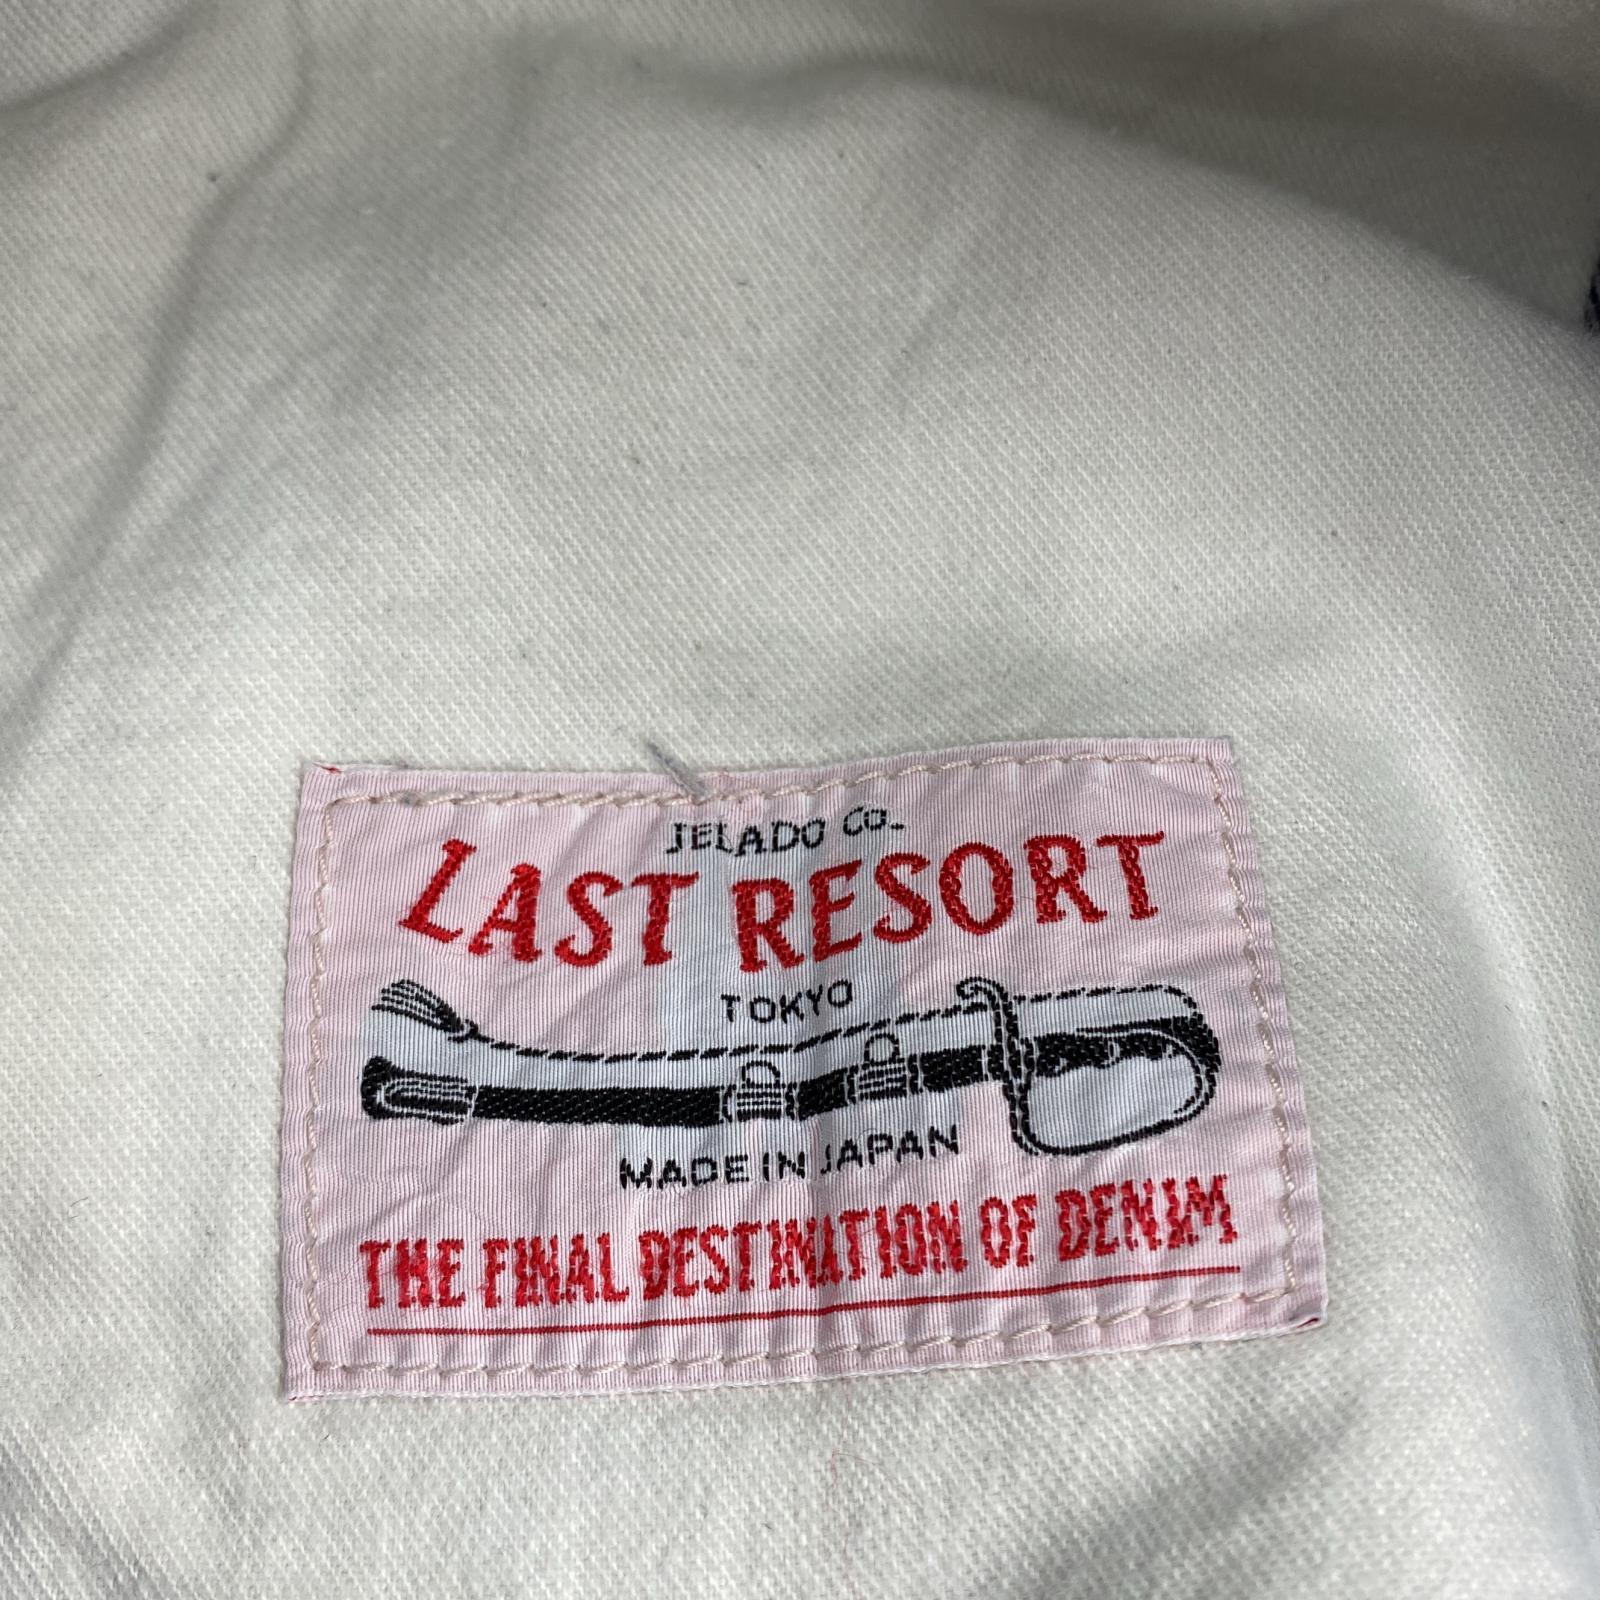 JELADO CO.
LAST RESORT
TOKYO
MADE IN JAPAN
THE FINAL DESTINATION OF DENIM